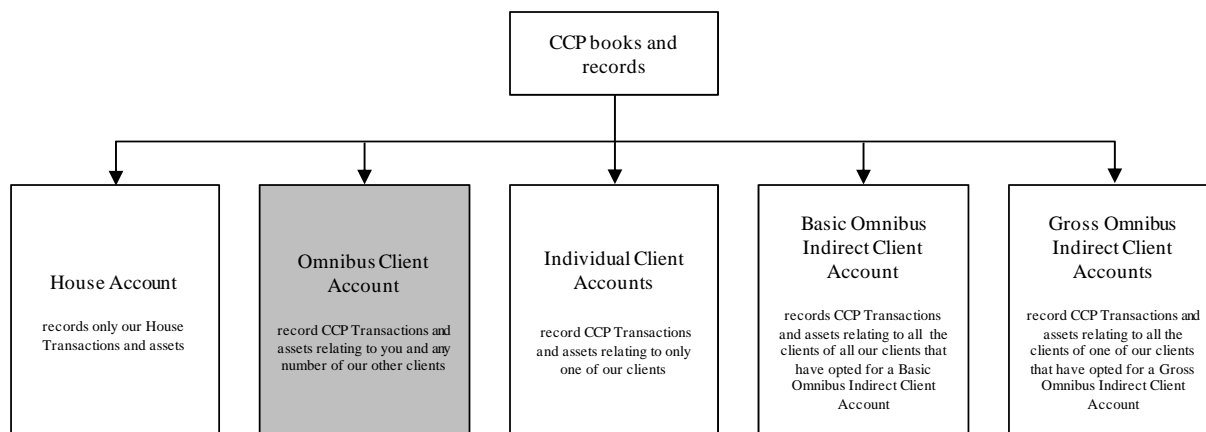 CCP books and
records
House Account
records only our House
Transactions and assets
Omnibus Client
Account
record CCP Transactions and
assets relating to you and any
number of our other clients
Individual Client
Accounts
record CCP Transactions
and assets relating to only
one of our clients
Basic Omnibus
Indirect Client
Account
records CCP Transactions
and assets relating to all the
clients of all our clients that
have opted for a Basic
Omnibus Indirect Client
Account
Gross Omnibus
Indirect Client
Accounts
record CCP Transactions and
assets relating to all the
clients of one of our clients
that have opted for a Gross
Omnibus Indirect Client
Account